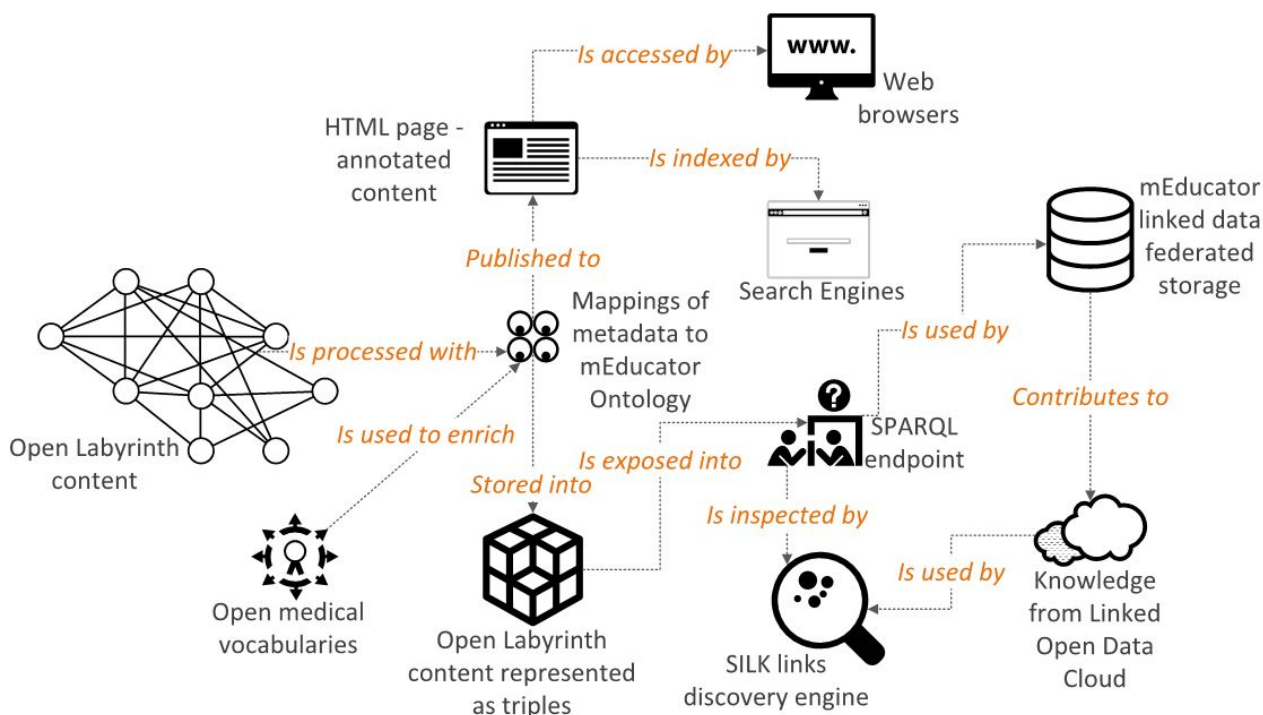 www.
Is accessed by
Web
browsers
HTML page -
annotated
content
Is indexed by
mEducator
linked data
federated
storage
Published to
Search Engines
Mappings of
metadata to
mEducator
Ontology
Is processed with
Is used by
Open Labyrinth
content
Is used to enrich
?
SPARQL
endpoint
Contributes to
Is exposed into
Stored into
Is inspected by
Open medical
vocabularies
Open Labyrinth
content represented
as triples
SILK links
discovery engine
Is used by
Knowledge
from Linked
Open Data
Cloud